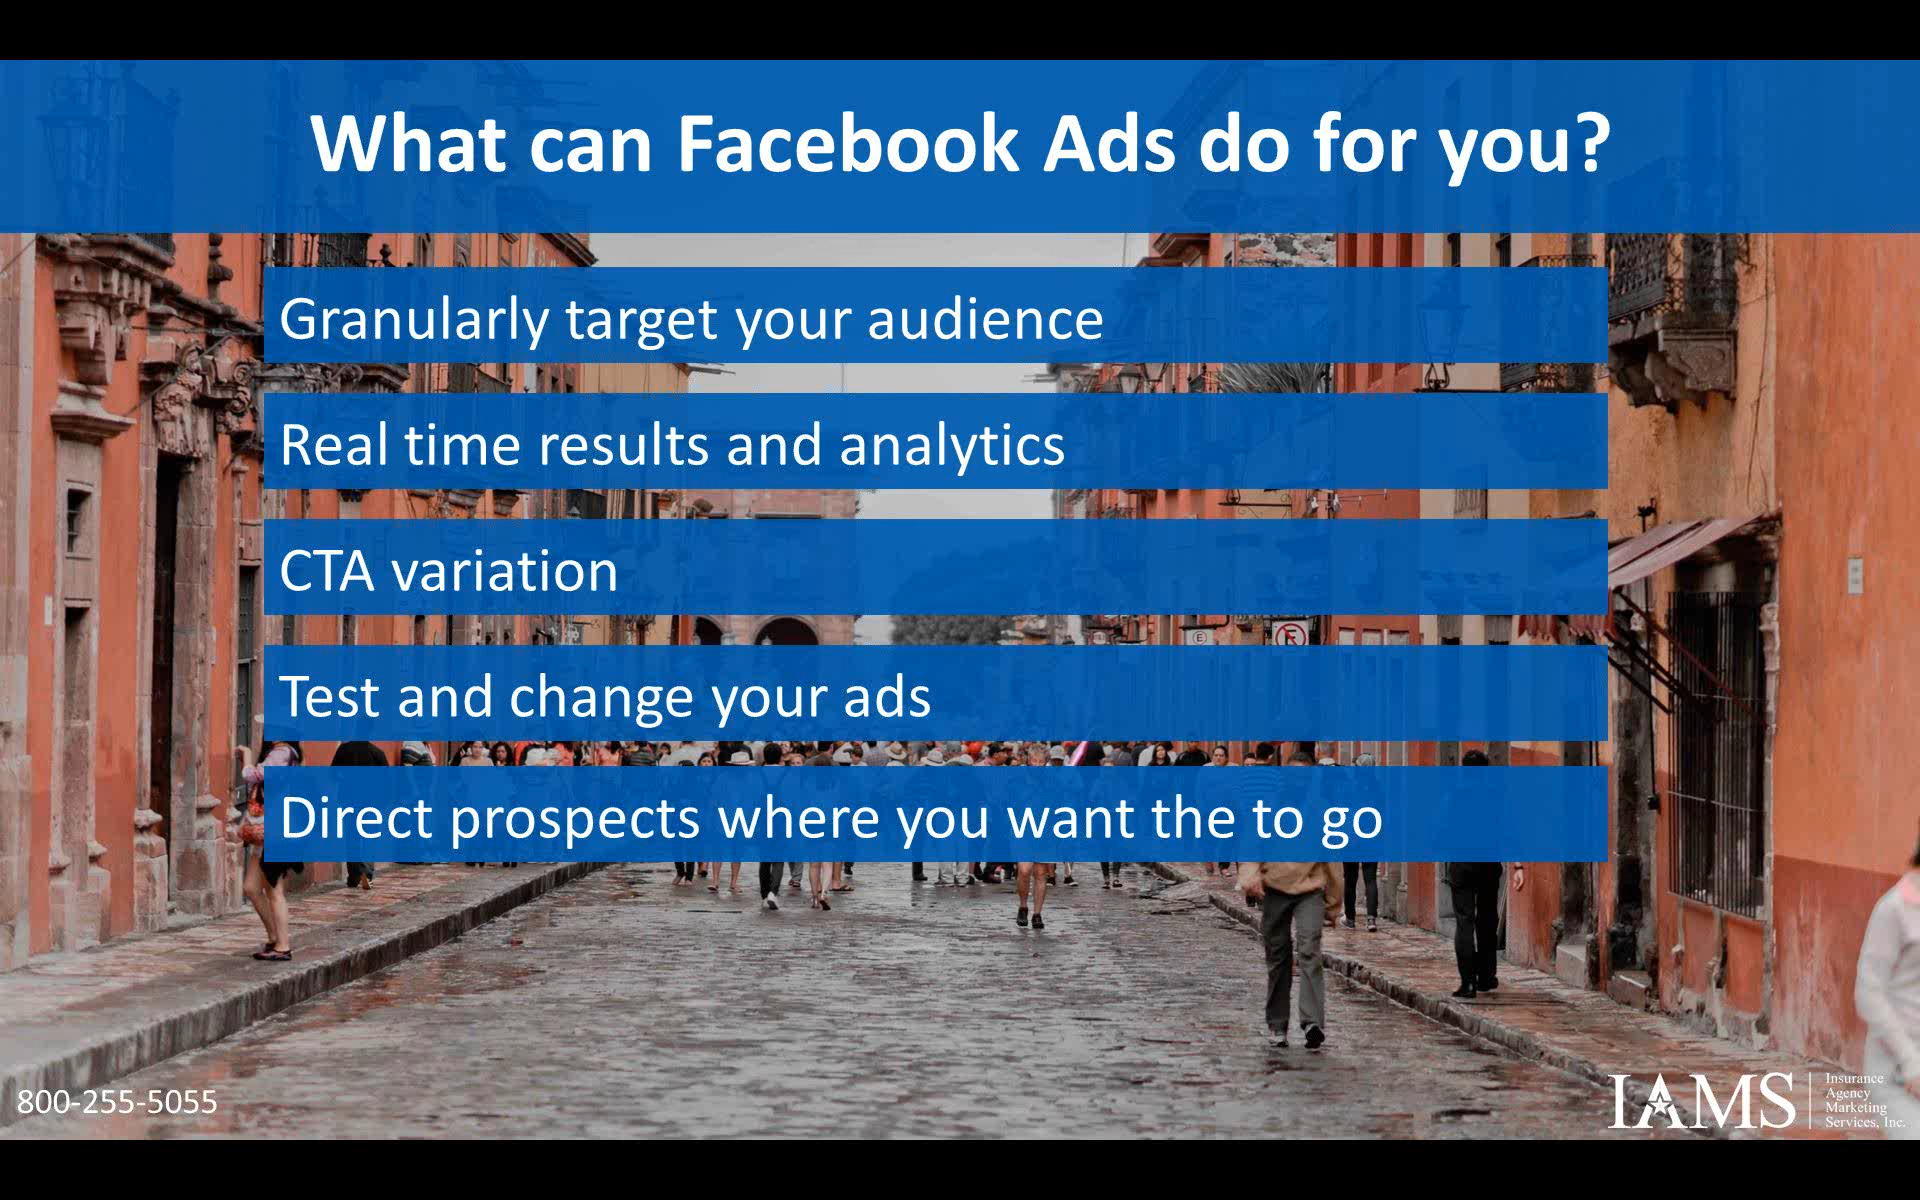 What can Facebook Ads do for you?
Granularly target your audience
Real time results and analytics
CTA variation
E
Test and change your ads
Direct prospects where you want the to go
800-255-5055
IAMS
Insurance
Agency
Marketing
Services, Inc.